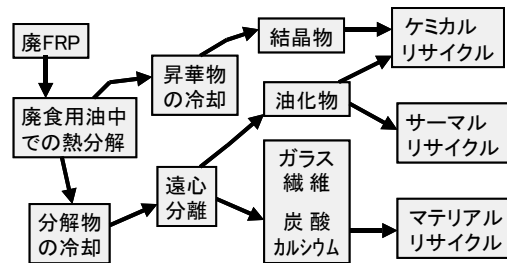 廃FRP
廃食用油中
での熱分解
分解物
の冷却
昇華物
の冷却
遠心
分離
結晶物
油化物
ガラス
繊維
炭酸
カルシウム
ケミカル
リサイクル
サーマル
リサイクル
マテリアル
リサイクル